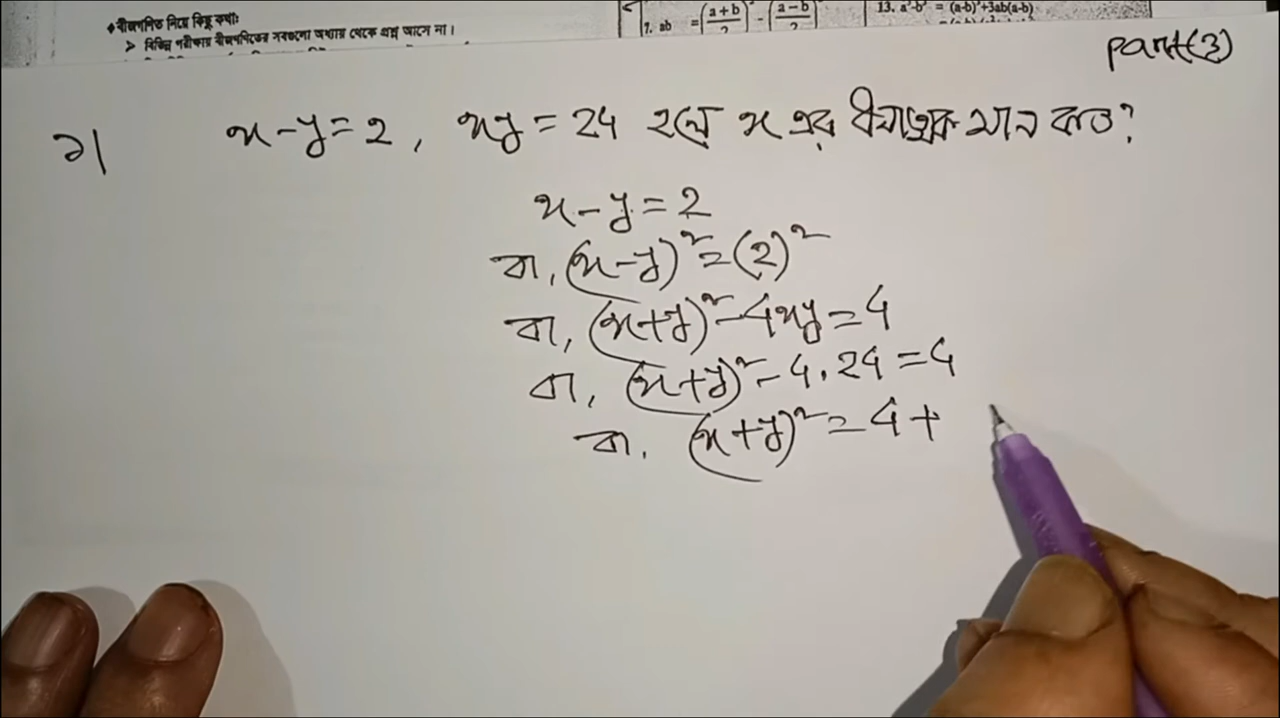 ◆বীজগণিত নিয়ে কিছু কথাঃ
➤ বিভিন্ন পরীক্ষায় বীজগণিতের সবগুলো অধ্যায় থেকে প্রশ্ন আসে না।
7. ab = (a+b/2)² - (a-b/2)²
13. a³-b³ = (a-b)³+3ab(a-b)
part(3)
১। x-y=2, xy=24 হলে x এর ধনাত্মক মান কত?
x-y=2
বা, (x-y)²=(2)²
বা, (x+y)²-4xy=4
বা, (x+y)²-4.24=4
বা. (x+y)²=4+